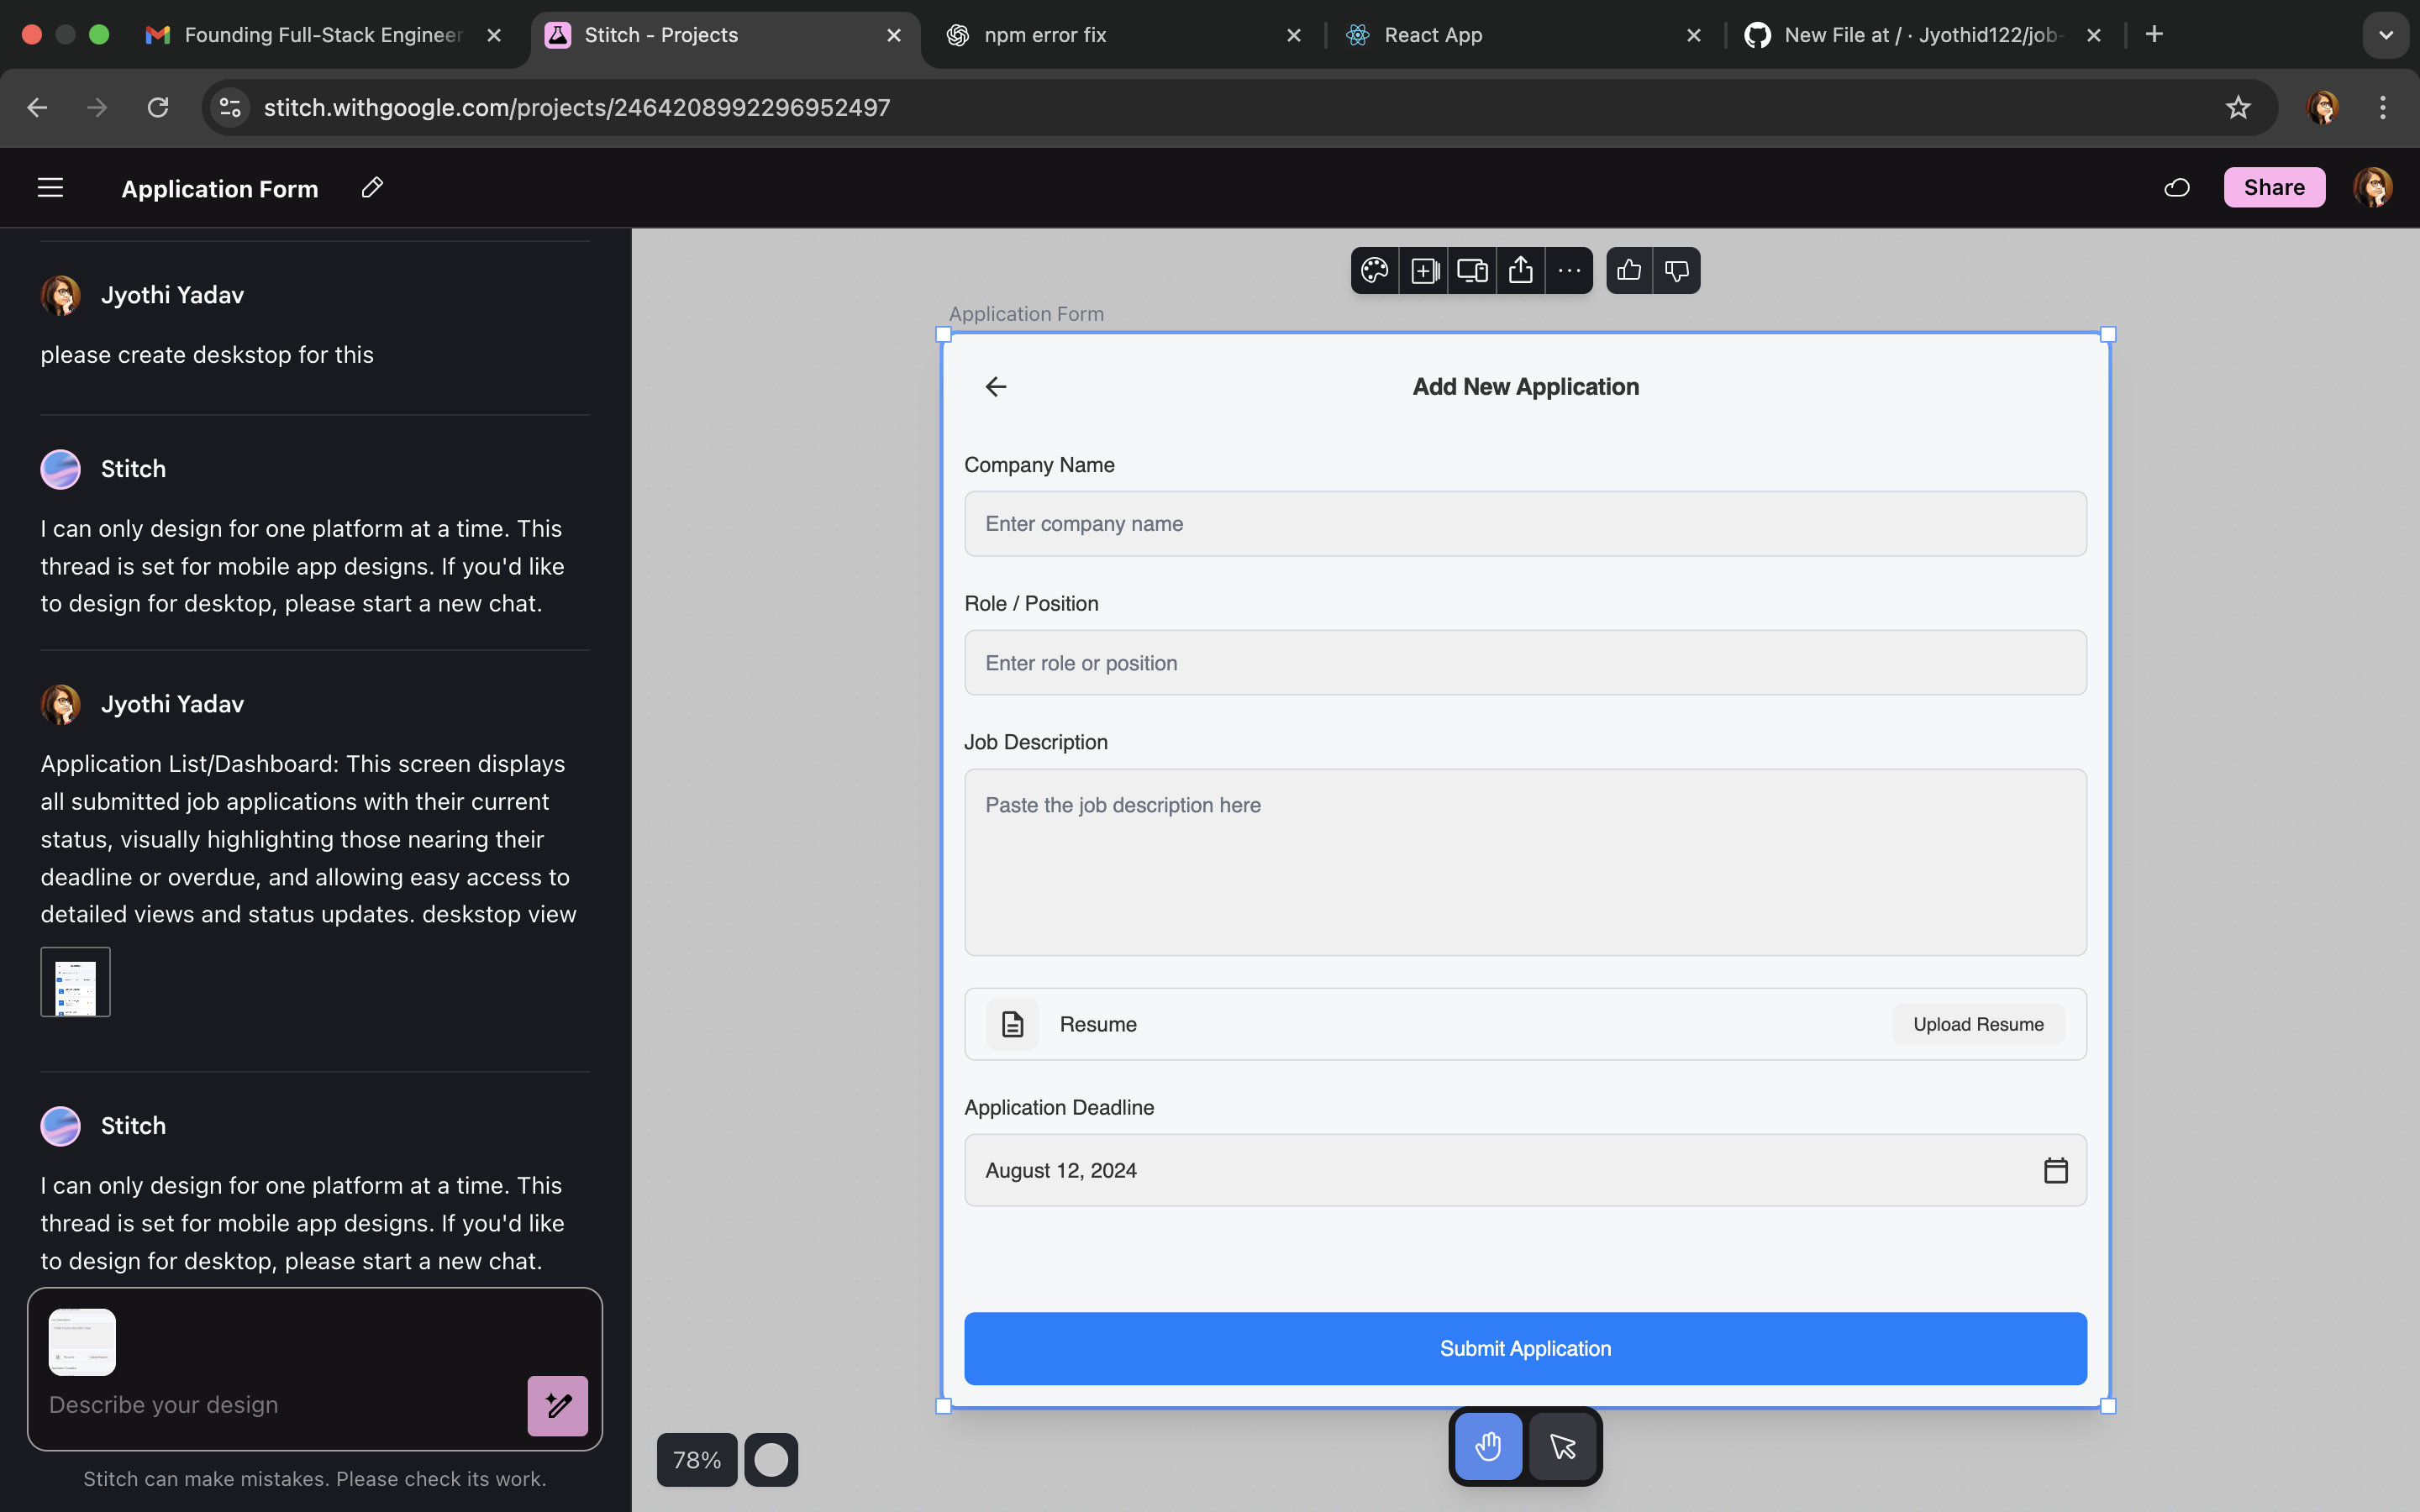 Founding Full-Stack Engineer
Stitch - Projects
npm error fix
React App
New File at / · Jyothid122/job-
stitch.withgoogle.com/projects/2464208992296952497
Application Form
Share
Jyothi Yadav
please create deskstop for this
Stitch
I can only design for one platform at a time. This
thread is set for mobile app designs. If you'd like
to design for desktop, please start a new chat.
Jyothi Yadav
Application List/Dashboard: This screen displays
all submitted job applications with their current
status, visually highlighting those nearing their
deadline or overdue, and allowing easy access to
detailed views and status updates. deskstop view
Stitch
I can only design for one platform at a time. This
thread is set for mobile app designs. If you'd like
to design for desktop, please start a new chat.
Describe your design
Stitch can make mistakes. Please check its work.
Application Form
Add New Application
Company Name
Enter company name
Role / Position
Enter role or position
Job Description
Paste the job description here
Resume
Upload Resume
Application Deadline
August 12, 2024
Submit Application
78%